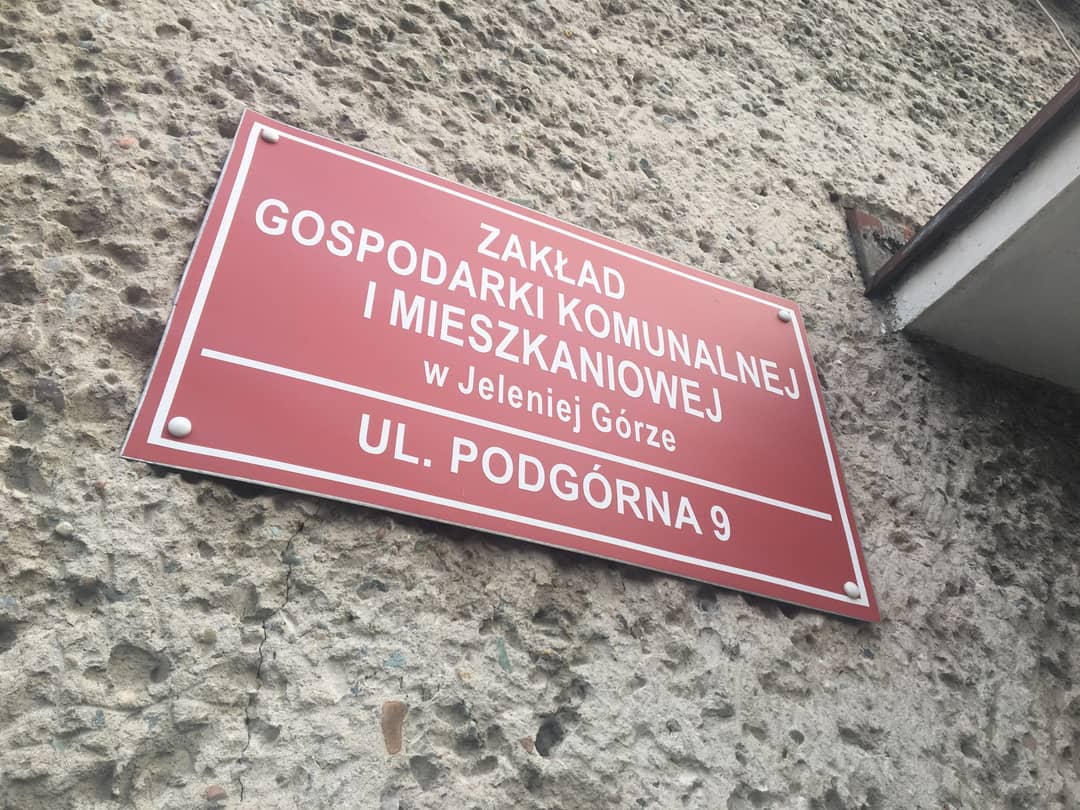 ZAKŁAD
GOSPODARKI KOMUNALNEJ
I MIESZKANIOWEJ
w Jeleniej Górze
UL. PODGÓRNA 9